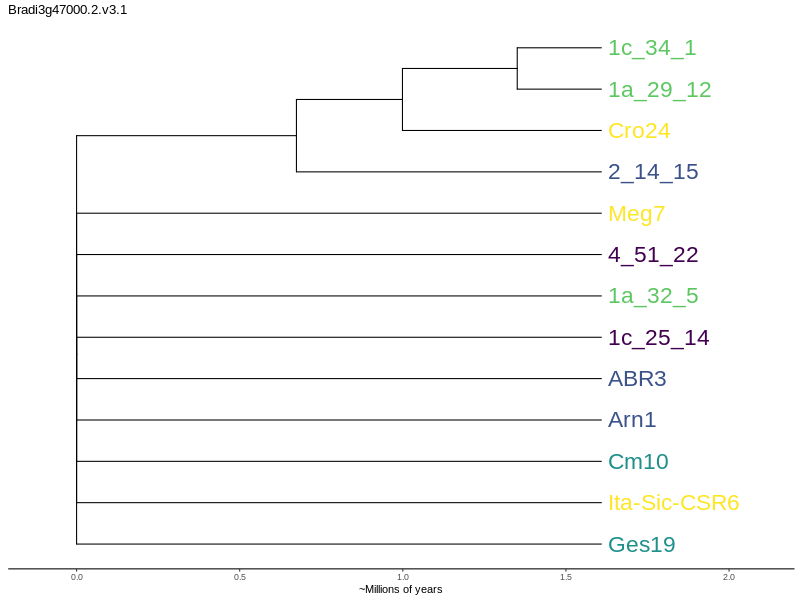 Bradi3g47000.2.v3.1
1c_34_1
1a_29_12
Cro24
2_14_15
Meg7
4_51_22
1a_32_5
1c_25_14
ABR3
Arn1
Cm10
Ita-Sic-CSR6
Ges19
0.0 0.5 1.0 1.5 2.0
~Millions of years